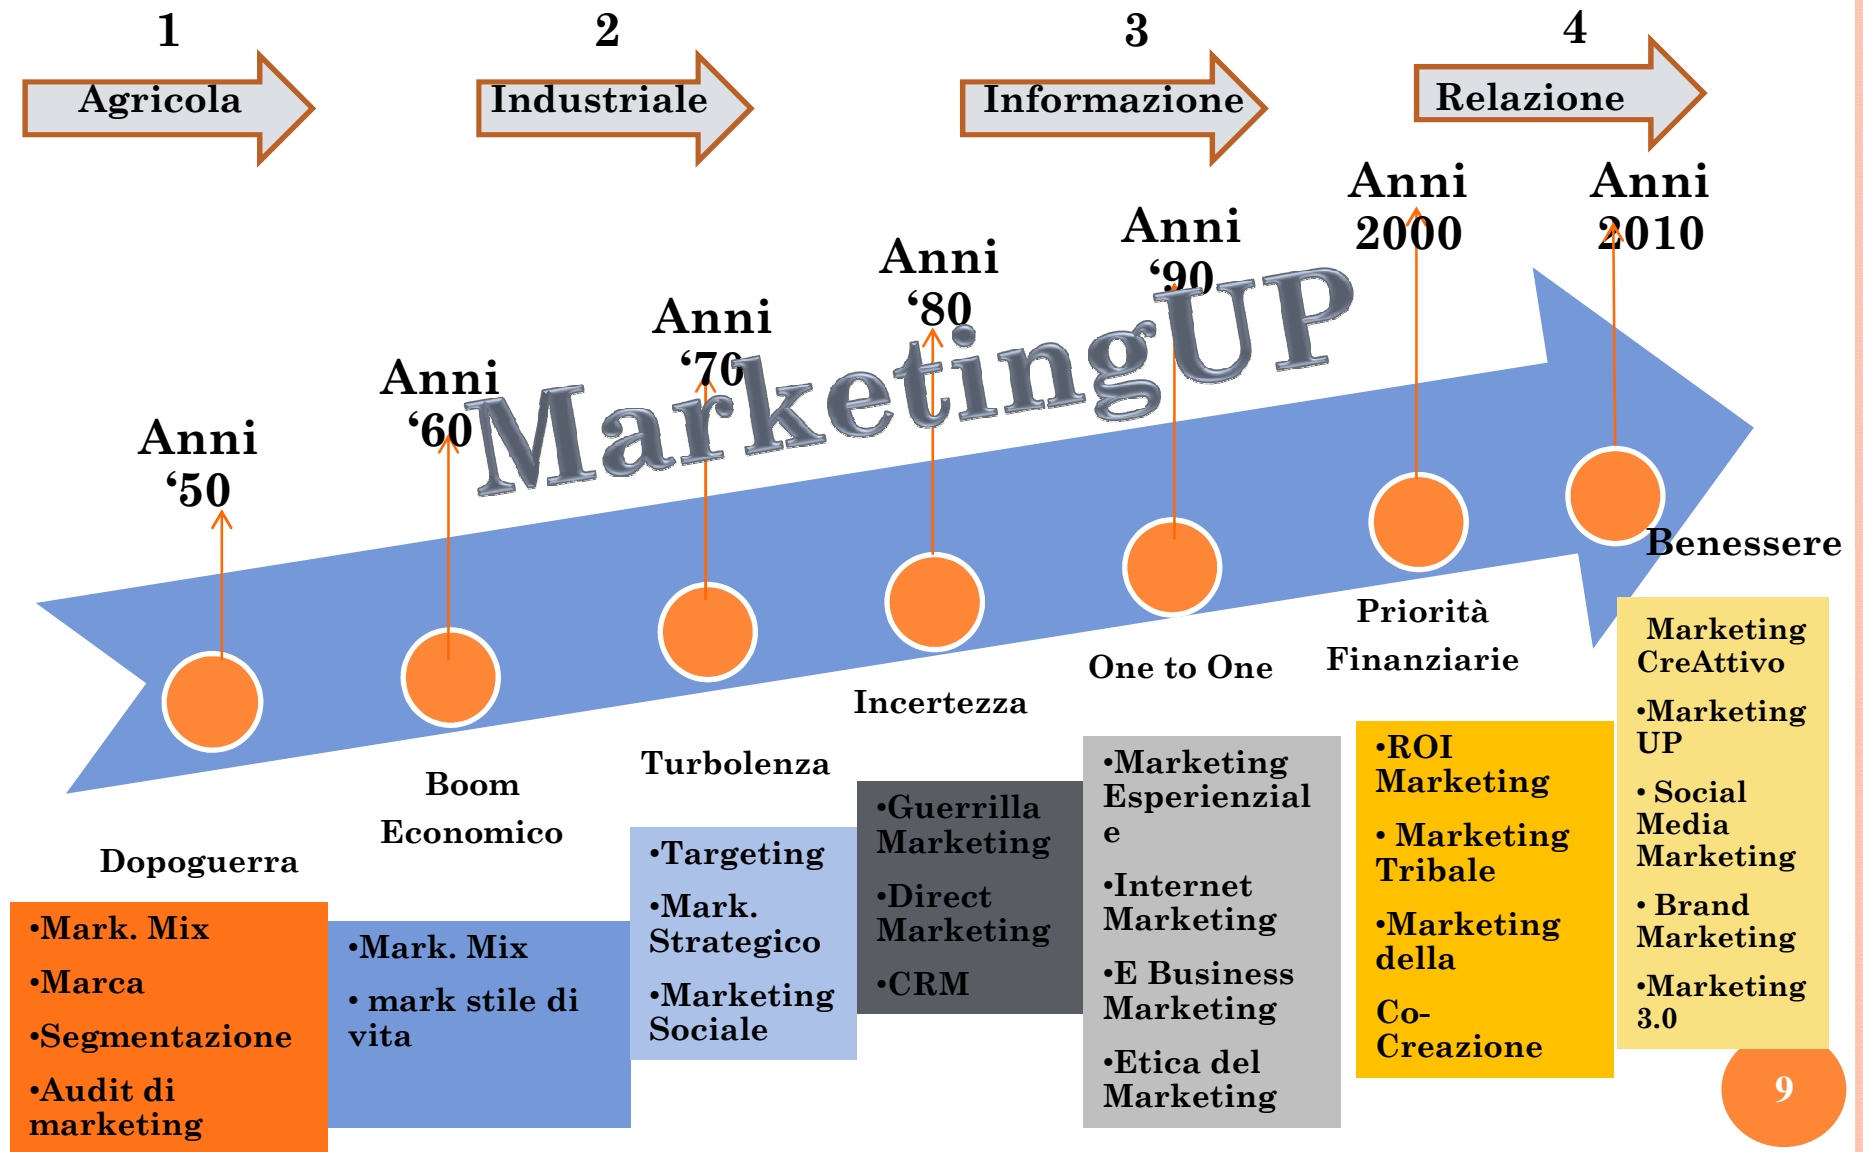 1
2
3
4
Agricola
Industriale
Informazione
Relazione
Anni
‘50
Anni
‘60
Anni
‘70
Anni
‘80
Anni
‘90
Anni
2000
Anni
2010
MarketingUP
Dopoguerra
•Mark. Mix
•Marca
•Segmentazione
•Audit di
marketing
Boom
Economico
•Mark. Mix
• mark stile di
vita
Turbolenza
•Targeting
•Mark.
Strategico
•Marketing
Sociale
Incertezza
•Guerrilla
Marketing
•Direct
Marketing
•CRM
One to One
•Marketing
Esperienzial
e
•Internet
Marketing
•E Business
Marketing
•Etica del
Marketing
Priorità
Finanziarie
•ROI
Marketing
• Marketing
Tribale
•Marketing
della
Co-
Creazione
Benessere
Marketing
CreAttivo
•Marketing
UP
• Social
Media
Marketing
• Brand
Marketing
•Marketing
3.0
9